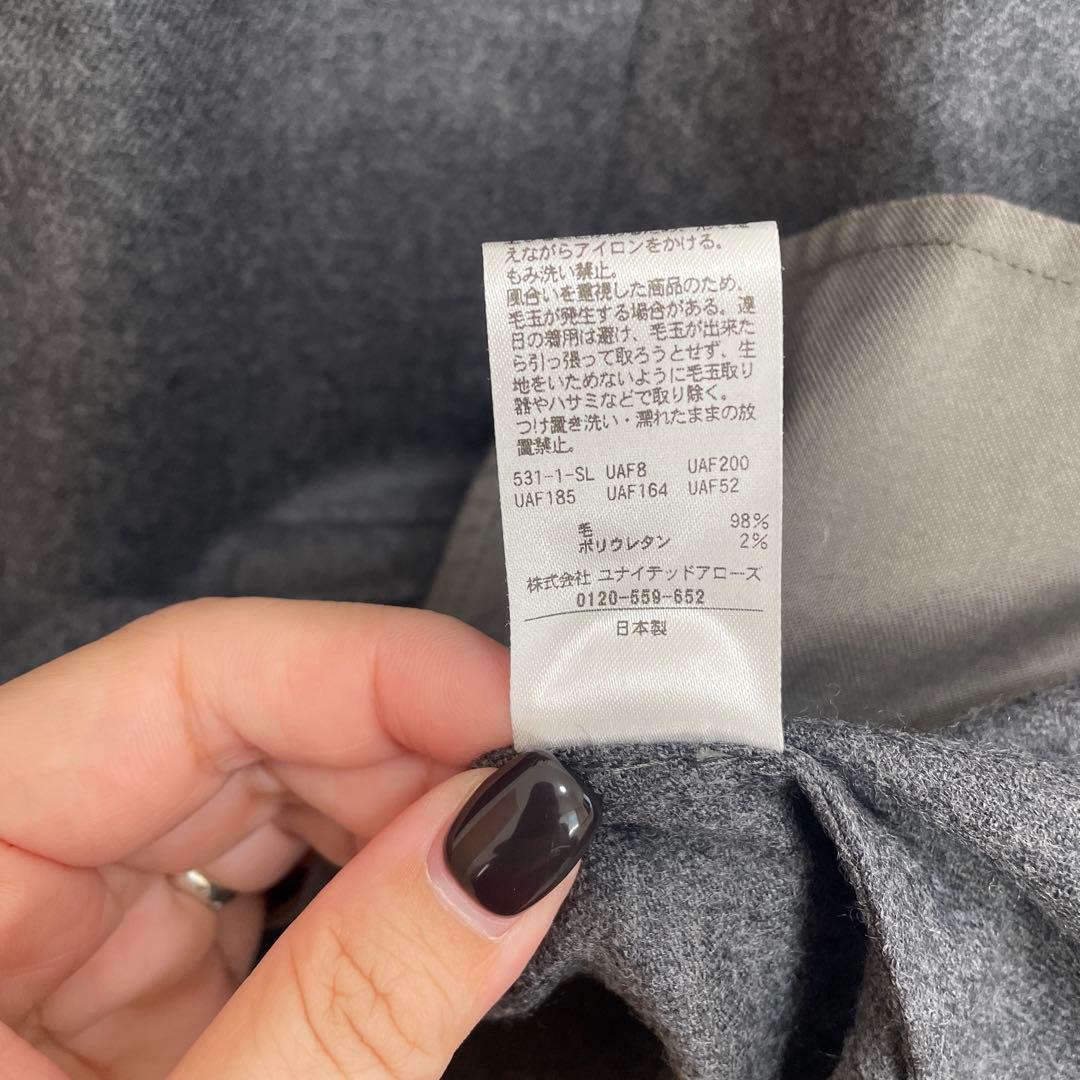 えながらアイロンをかける。
もみ洗い禁止。
風合いを重視した商品のため、
毛玉が発生する場合がある。連
日の着用は避け、毛玉が出来た
ら引っ張って取ろうとせず、生
地をいためないように毛玉取り
器やハサミなどで取り除く。
つけ置き洗い・濡れたままの放
置禁止。
531-1-SL UAF8 UAF200
UAF185 UAF164 UAF52
毛 98%
ポリウレタン 2%
株式会社 ユナイテッドアローズ
0120-559-652
日本製